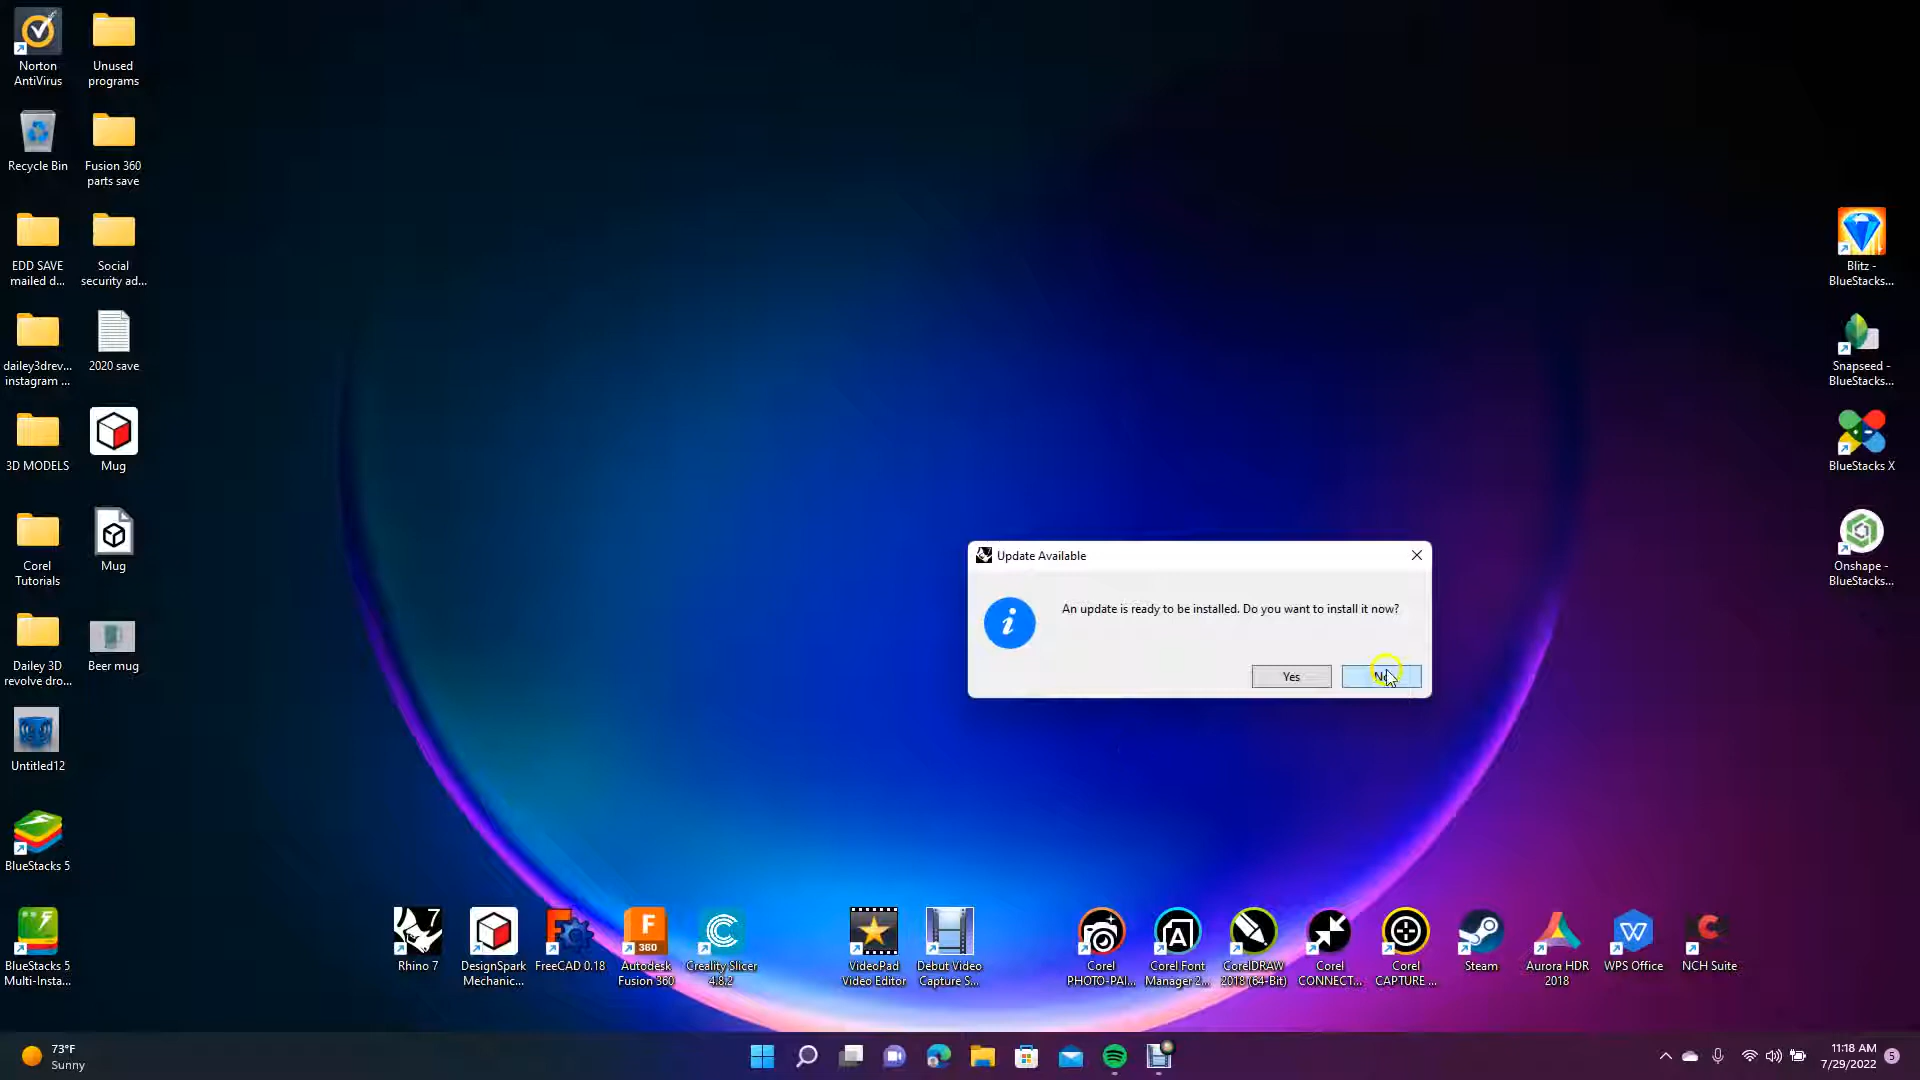 Norton
AntiVirus
Unused
programs
Recycle Bin
Fusion 360
parts save
EDD SAVE
mailed d...
Social
security ad...
dailey3drev...
instagram ...
2020 save
3D MODELS
Mug
Corel
Tutorials
Mug
Dailey 3D
revolve dro...
Beer mug
Untitled12
BlueStacks 5
BlueStacks 5
Multi-Insta...
Blitz -
BlueStacks...
Snapseed -
BlueStacks...
BlueStacks X
Onshape -
BlueStacks...
Update Available
An update is ready to be installed. Do you want to install it now?
Yes
No
7
Rhino 7
DesignSpark
Mechanic...
FreeCAD 0.18
F
360
Autodesk
Fusion 360
Creality Slicer
4.8.2
VideoPad
Video Editor
Debut Video
Capture S...
Corel
PHOTO-PAI...
Corel Font
Manager 2...
CorelDRAW
2018 (64-Bit)
Corel
CONNECT...
Corel
CAPTURE ...
Steam
Aurora HDR
2018
WPS Office
NCH Suite
73°F
Sunny
11:18 AM
7/29/2022
5